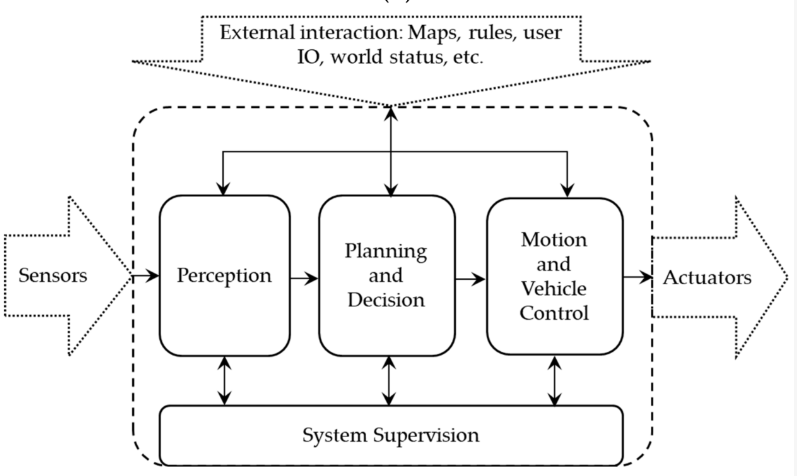 External interaction: Maps, rules, user
IO, world status, etc.
Sensors
Perception
Planning
and
Decision
Motion
and
Vehicle
Control
Actuators
System Supervision